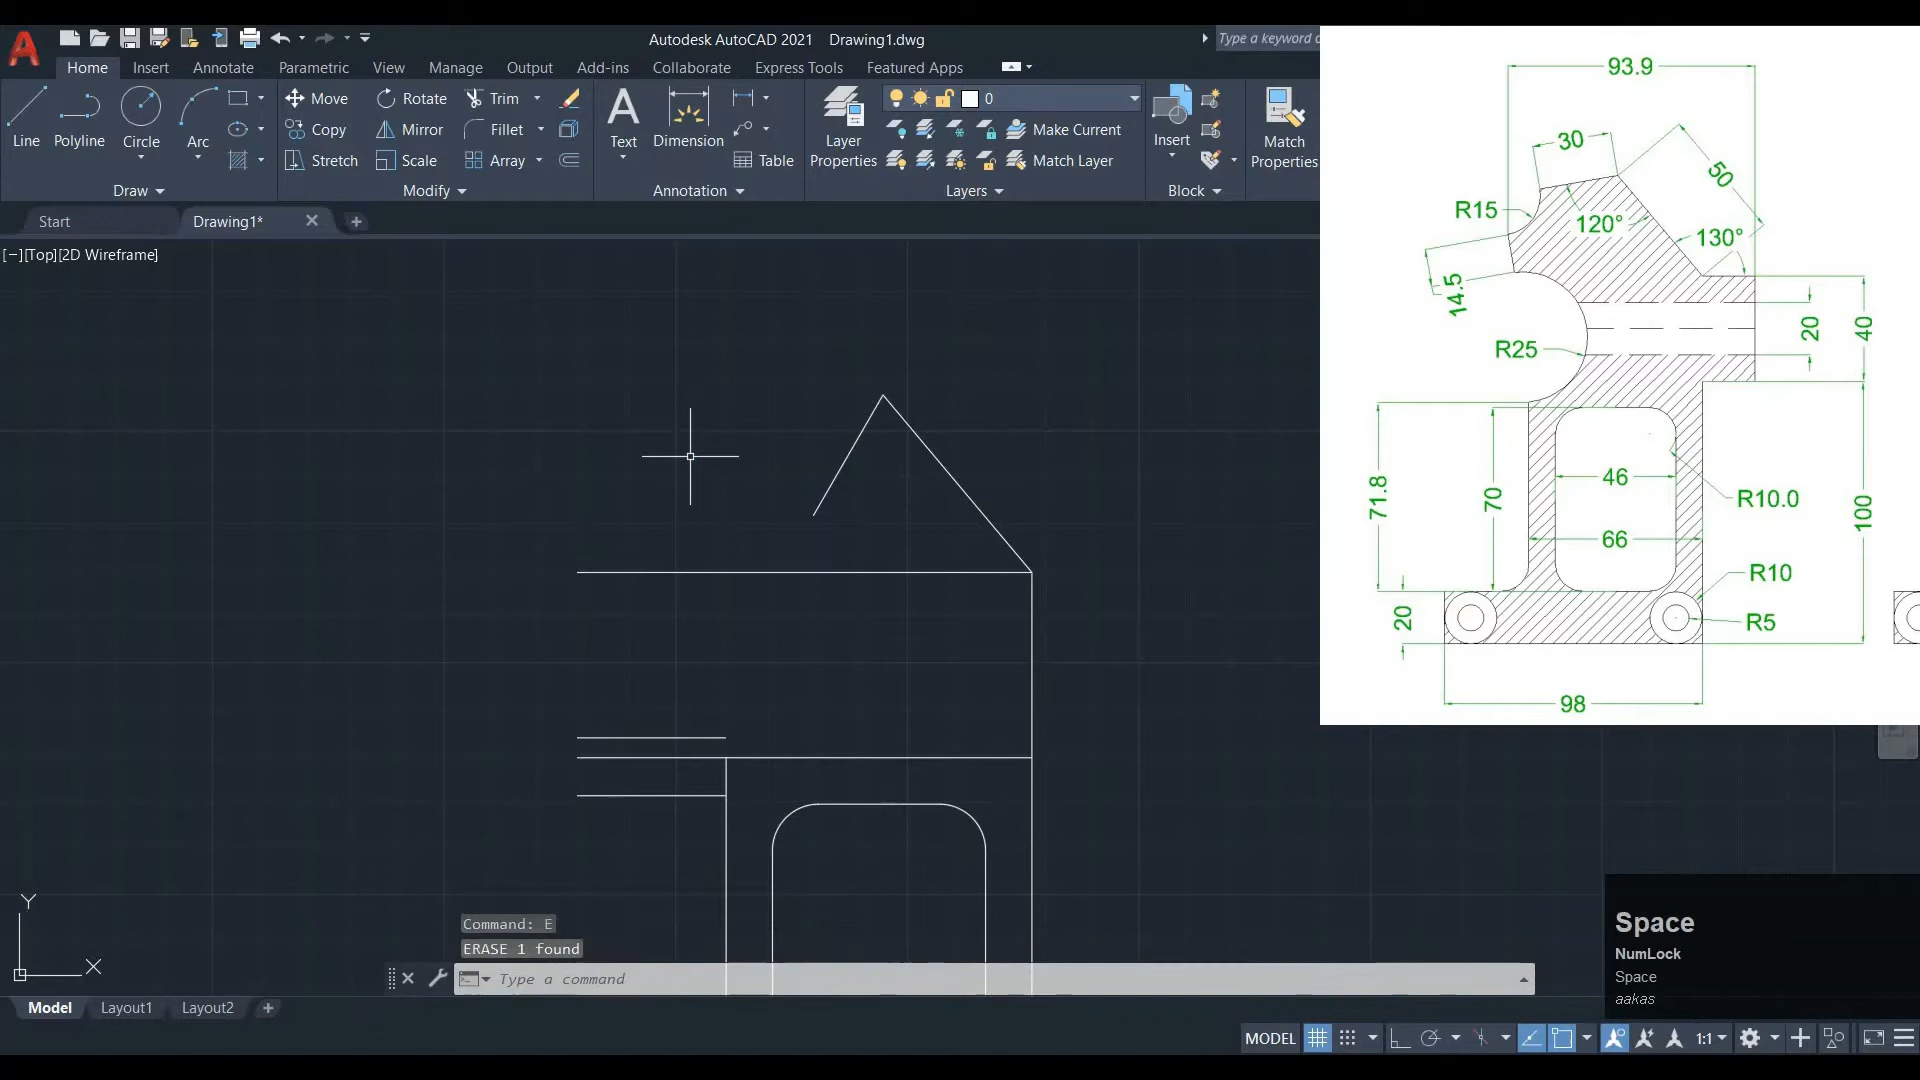 Autodesk AutoCAD 2021 Drawing1.dwg
Type a keyword o
Home Insert Annotate Parametric View Manage Output Add-ins Collaborate Express Tools Featured Apps
Line Polyline Circle Arc
Move Rotate Trim
Copy Mirror Fillet
Stretch Scale Array
Text Dimension Table
Layer Properties
0
Make Current
Match Layer
Insert
Match Properties
Draw Modify Annotation Layers Block
Start Drawing1*
[−][Top][2D Wireframe]
93.9
30
50
R15
120°
130°
14.5
R25
20
40
71.8
70
46
R10.0
66
100
R10
20
R5
98
Y
X
Command: E
ERASE 1 found
Type a command
Space
NumLock
Space
aakas
Model Layout1 Layout2
MODEL 1:1